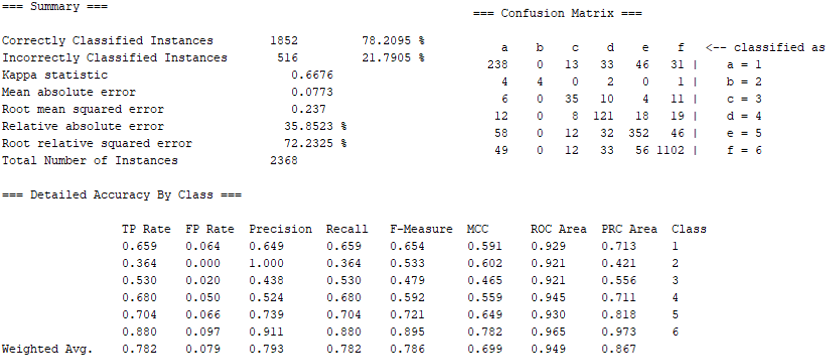 === Summary ===
Correctly Classified Instances 1852 78.2095 %
Incorrectly Classified Instances 516 21.7905 %
Kappa statistic 0.6676
Mean absolute error 0.0773
Root mean squared error 0.237
Relative absolute error 35.8523 %
Root relative squared error 72.2325 %
Total Number of Instances 2368
=== Confusion Matrix ===
a b c d e f <-- classified as
238 0 13 33 46 31 | a = 1
4 4 0 2 0 1 | b = 2
6 0 35 10 4 11 | c = 3
12 0 8 121 18 19 | d = 4
58 0 12 32 352 46 | e = 5
49 0 12 33 56 1102 | f = 6
=== Detailed Accuracy By Class ===
TP Rate FP Rate Precision Recall F-Measure MCC ROC Area PRC Area Class
0.659 0.064 0.649 0.659 0.654 0.591 0.929 0.713 1
0.364 0.000 1.000 0.364 0.533 0.602 0.921 0.421 2
0.530 0.020 0.438 0.530 0.479 0.465 0.921 0.556 3
0.680 0.050 0.524 0.680 0.592 0.559 0.945 0.711 4
0.704 0.066 0.739 0.704 0.721 0.649 0.930 0.818 5
0.880 0.097 0.911 0.880 0.895 0.782 0.965 0.973 6
Weighted Avg. 0.782 0.079 0.793 0.782 0.786 0.699 0.949 0.867